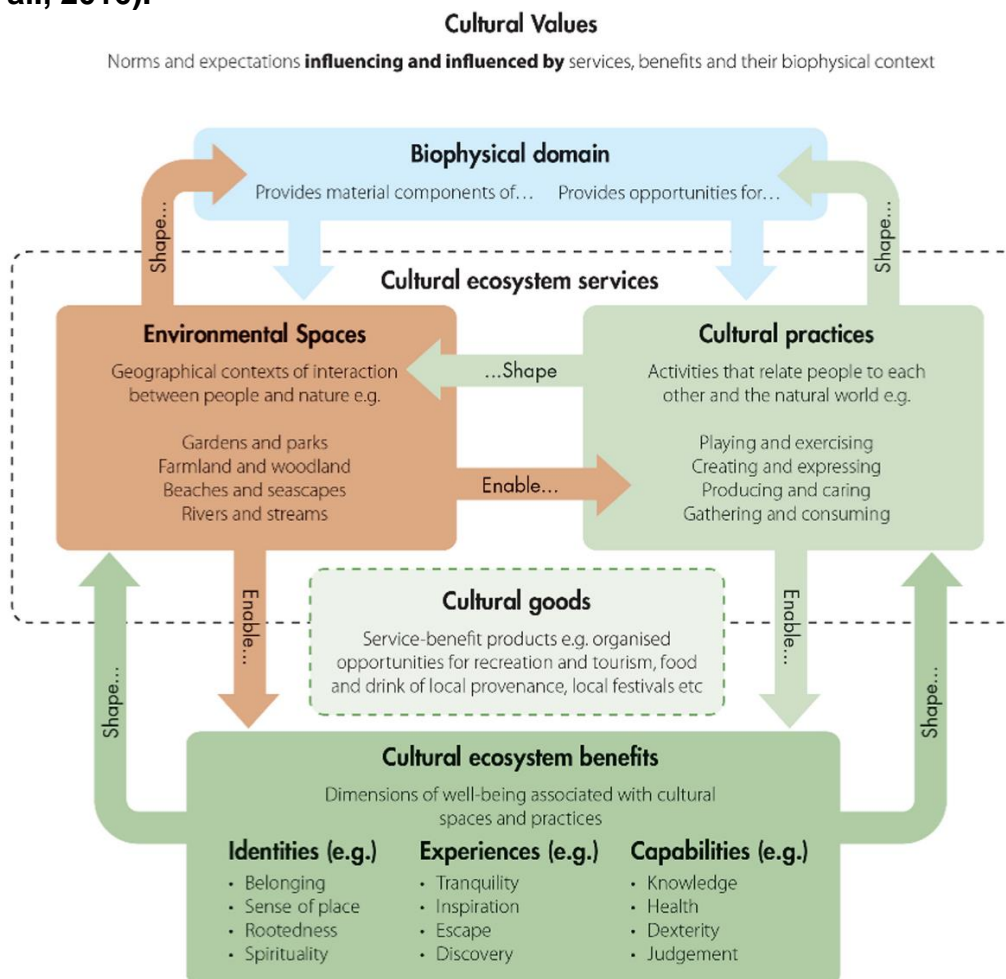 all, 2016).
Cultural Values
Norms and expectations influencing and influenced by services, benefits and their biophysical context
Biophysical domain
Provides material components of...
Provides opportunities for...
Shape...
Shape...
Cultural ecosystem services
Environmental Spaces
Geographical contexts of interaction
between people and nature e.g.
Gardens and parks
Farmland and woodland
Beaches and seascapes
Rivers and streams
...Shape
Enable...
Cultural practices
Activities that relate people to each
other and the natural world e.g.
Playing and exercising
Creating and expressing
Producing and caring
Gathering and consuming
Enable...
Enable...
Cultural goods
Service-benefit products e.g. organised
opportunities for recreation and tourism, food
and drink of local provenance, local festivals etc
Shape...
Shape...
Cultural ecosystem benefits
Dimensions of well-being associated with cultural
spaces and practices
Identities (e.g.)
• Belonging
• Sense of place
• Rootedness
• Spirituality
Experiences (e.g.)
• Tranquility
• Inspiration
• Escape
• Discovery
Capabilities (e.g.)
• Knowledge
• Health
• Dexterity
• Judgement